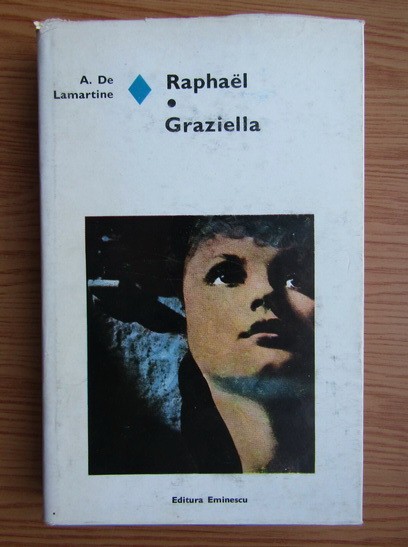 A. De
Lamartine
Raphaël
•
Graziella
Editura Eminescu